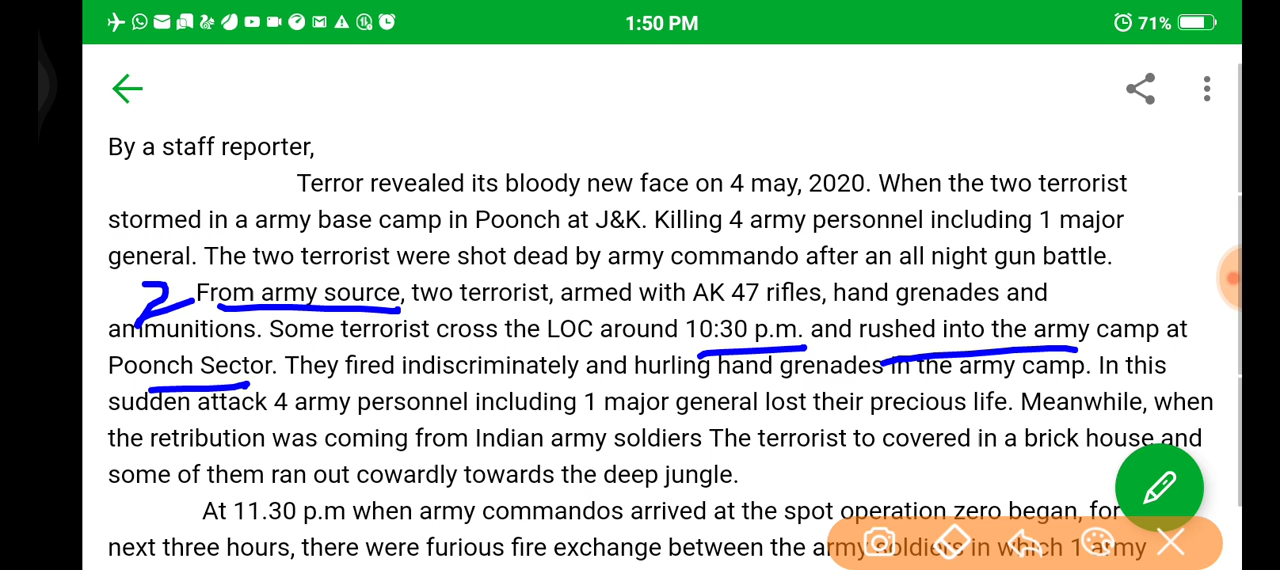 1:50 PM
71%
By a staff reporter,
Terror revealed its bloody new face on 4 may, 2020. When the two terrorist
stormed in a army base camp in Poonch at J&K. Killing 4 army personnel including 1 major
general. The two terrorist were shot dead by army commando after an all night gun battle.
2 From army source, two terrorist, armed with AK 47 rifles, hand grenades and
ammunitions. Some terrorist cross the LOC around 10:30 p.m. and rushed into the army camp at
Poonch Sector. They fired indiscriminately and hurling hand grenades in the army camp. In this
sudden attack 4 army personnel including 1 major general lost their precious life. Meanwhile, when
the retribution was coming from Indian army soldiers The terrorist to covered in a brick house and
some of them ran out cowardly towards the deep jungle.
At 11.30 p.m when army commandos arrived at the spot operation zero began, for
next three hours, there were furious fire exchange between the army soldiers in which 1 army